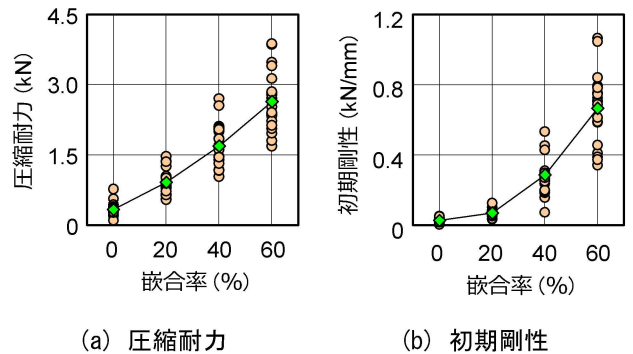 4.5
3.0
1.5
0
圧縮耐力 (kN)
0 20 40 60
嵌合率 (%)
(a) 圧縮耐力
1.2
0.8
0.4
0
初期剛性 (kN/mm)
0 20 40 60
嵌合率 (%)
(b) 初期剛性